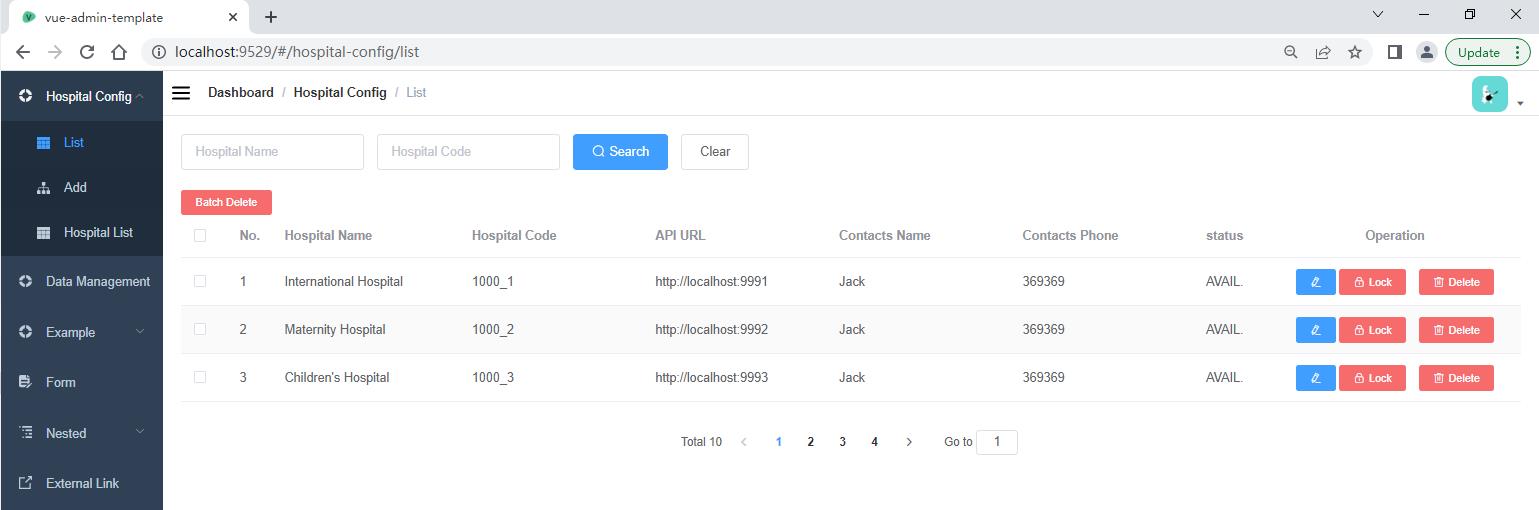 vue-admin-template
localhost:9529/#/hospital-config/list
Update
Hospital Config
Dashboard / Hospital Config / List
List
Add
Hospital List
Data Management
Example
Form
Nested
External Link
Hospital Name Hospital Code Search Clear
Batch Delete
No. Hospital Name Hospital Code API URL Contacts Name Contacts Phone status Operation
1 International Hospital 1000_1 http://localhost:9991 Jack 369369 AVAIL. Lock Delete
2 Maternity Hospital 1000_2 http://localhost:9992 Jack 369369 AVAIL. Lock Delete
3 Children's Hospital 1000_3 http://localhost:9993 Jack 369369 AVAIL. Lock Delete
Total 10 1 2 3 4 Go to 1